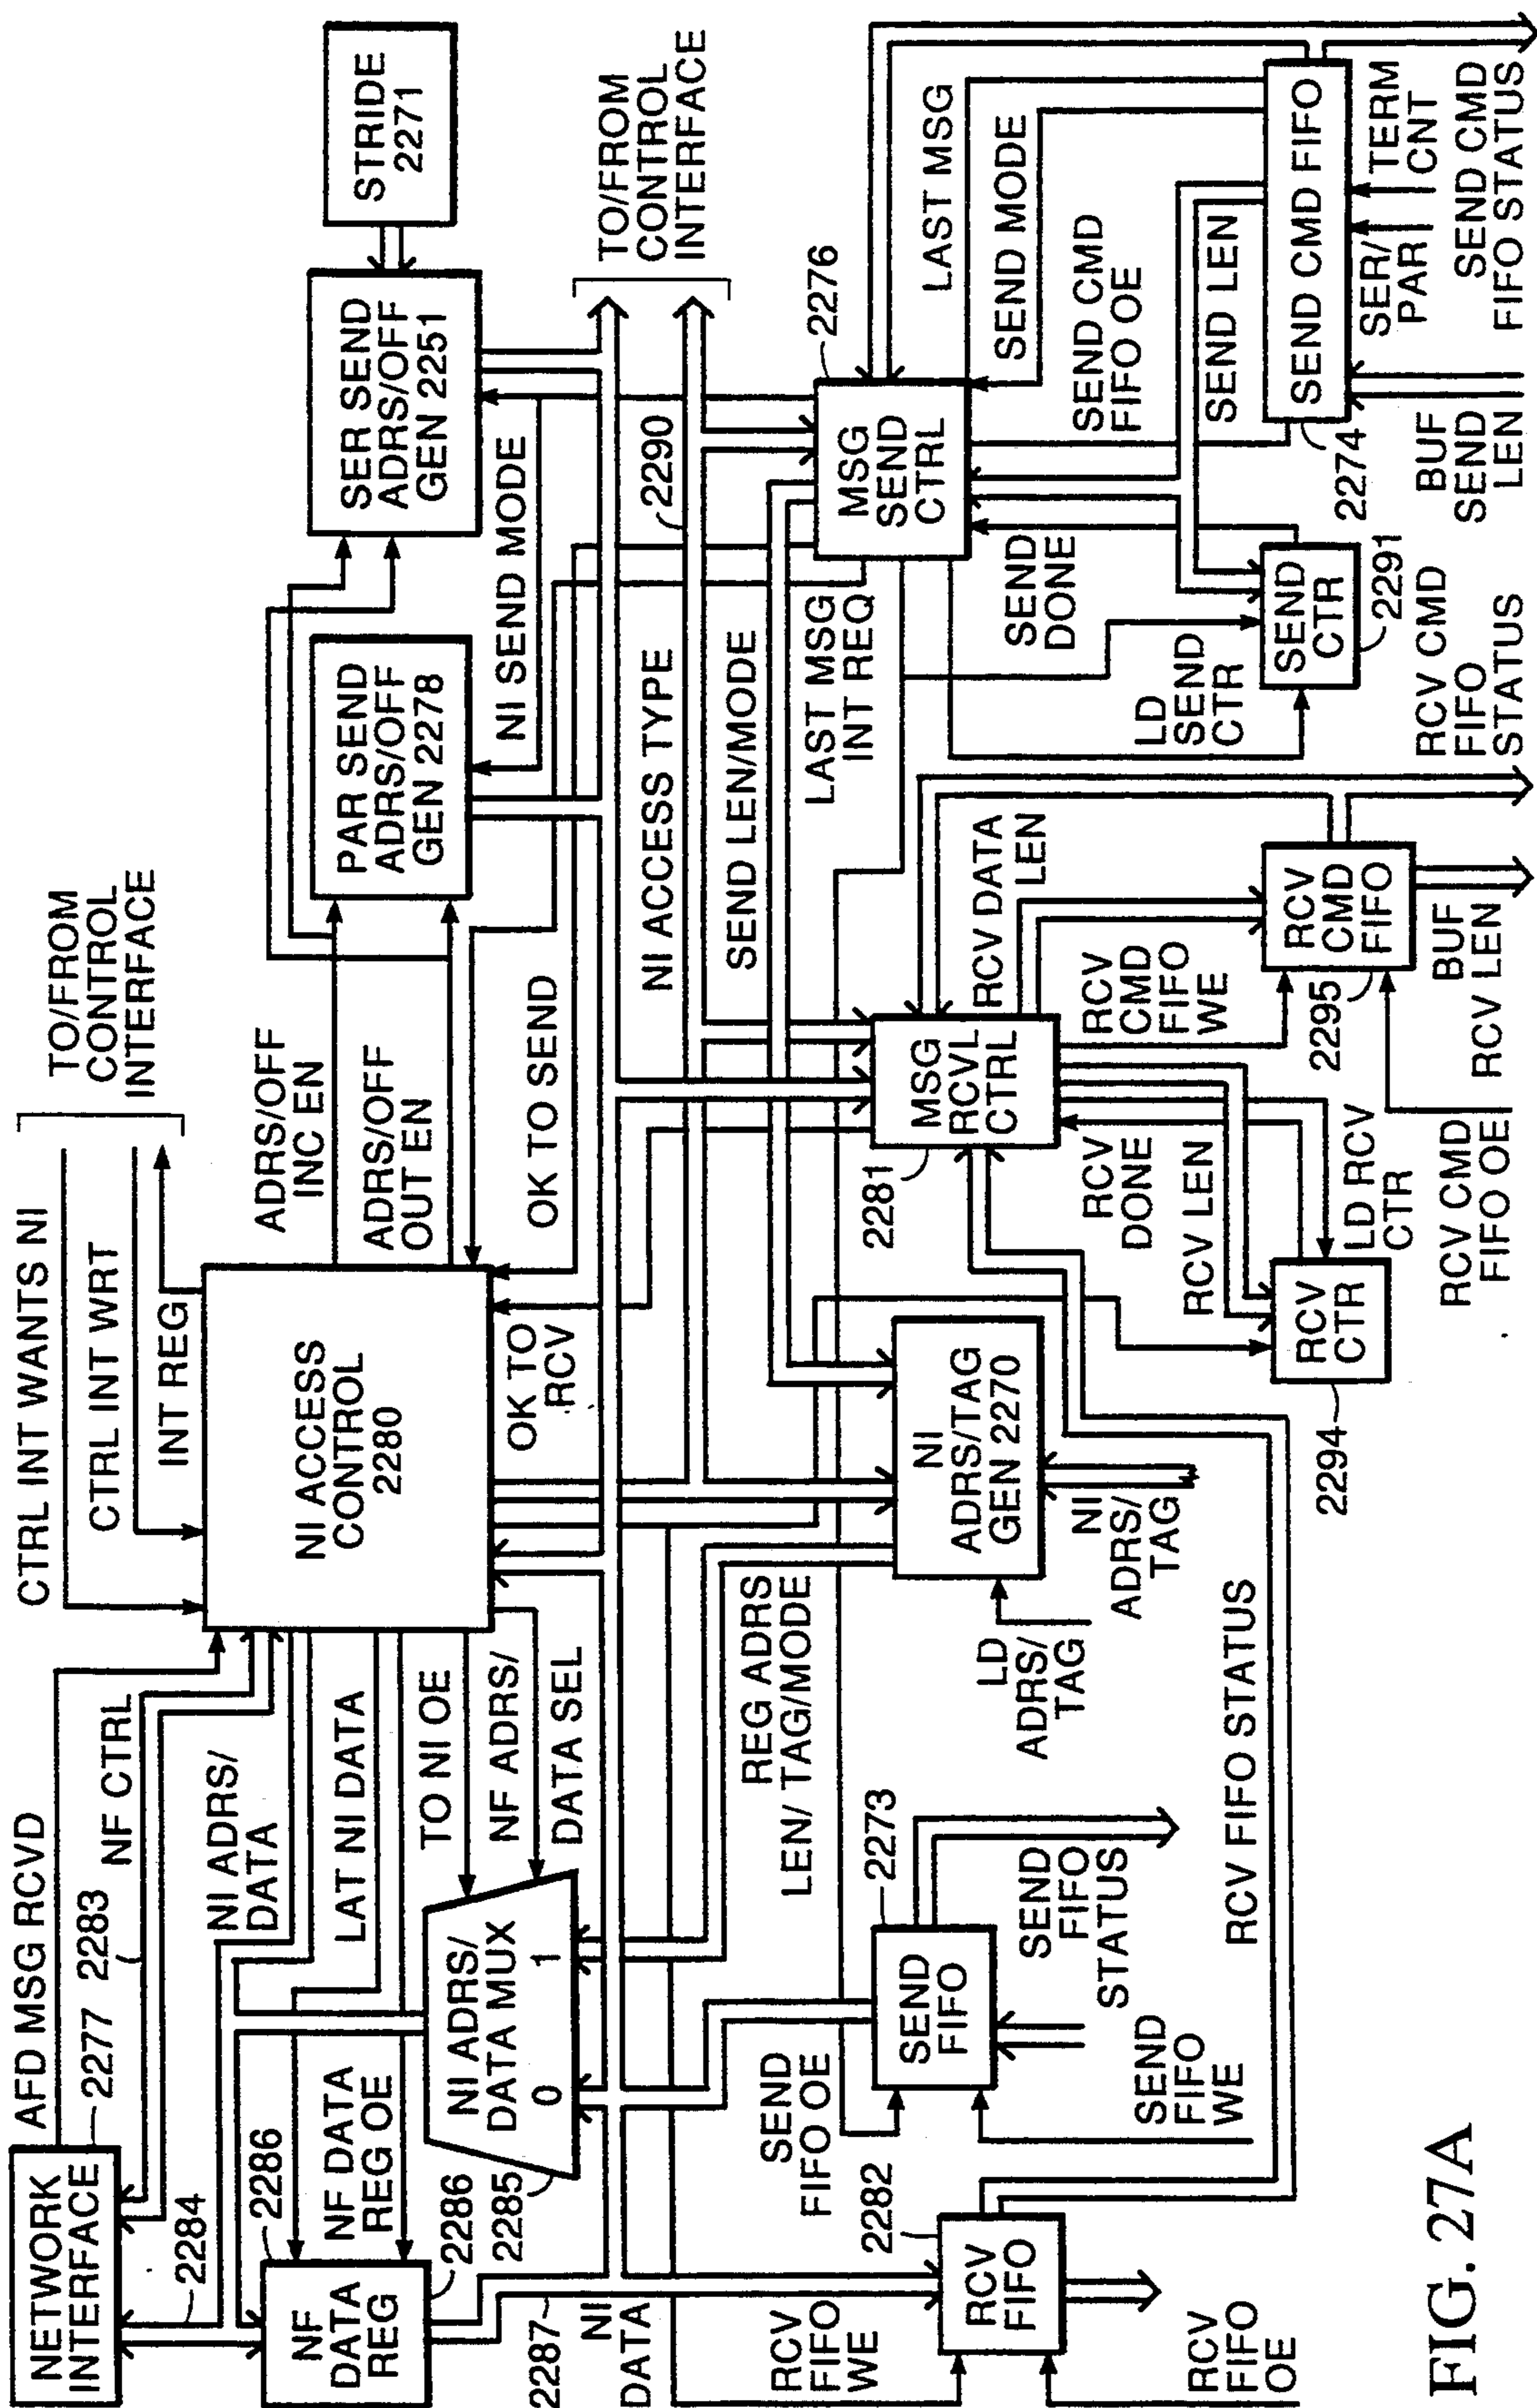 AFD MSG RCVD
NETWORK
INTERFACE
2277
2283
NF CTRL
2284
NI ADRS/
DATA
LAT NI DATA
TO NI OE
NF ADRS/
DATA SEL
NF
DATA
REG
2286
NF DATA
REG OE
2286
2285
NI ADRS/
DATA MUX
0
1
CTRL INT WANTS NI
CTRL INT WRT
INT REG
TO/FROM
CONTROL
INTERFACE
NI ACCESS
CONTROL
2280
ADRS/OFF
INC EN
ADRS/OFF
OUT EN
OK TO SEND
OK TO
RCV
PAR SEND
ADRS/OFF
GEN 2278
SER SEND
ADRS/OFF
GEN 2251
STRIDE
2271
NI SEND MODE
TO/FROM
CONTROL
INTERFACE
2290
NI ACCESS TYPE
SEND LEN/MODE
LAST MSG
INT REQ
2287
NI
DATA
RCV
FIFO
WE
2282
RCV
FIFO
RCV
FIFO
OE
SEND
FIFO OE
2273
SEND
FIFO
SEND
FIFO
STATUS
SEND
FIFO
WE
REG ADRS
LEN/ TAG/MODE
LD
ADRS/
TAG
NI
ADRS/TAG
GEN 2270
NI
ADRS/
TAG
RCV FIFO STATUS
2281
MSG
RCVL
CTRL
RCV DATA
LEN
RCV
DONE
RCV LEN
RCV
CMD
FIFO
WE
2294
RCV
CTR
LD RCV
CTR
2295
RCV
CMD
FIFO
RCV CMD
FIFO OE
BUF
RCV LEN
RCV CMD
FIFO
STATUS
2276
MSG
SEND
CTRL
LAST MSG
SEND MODE
SEND CMD
FIFO OE
SEND LEN
SEND
DONE
LD
SEND
CTR
SEND
CTR
2291
2274
SEND CMD FIFO
BUF
SEND
LEN
SER/
PAR
TERM
CNT
SEND CMD
FIFO STATUS
FIG. 27A